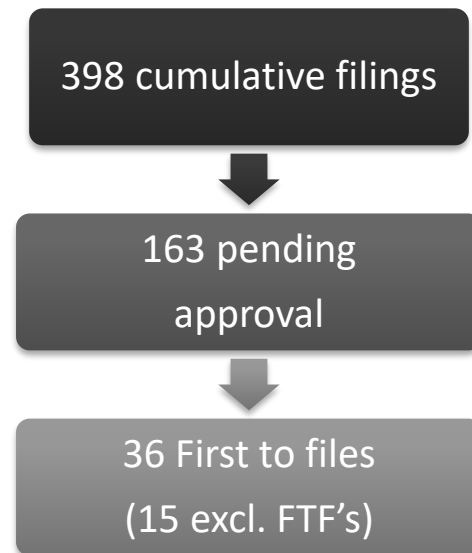 398 cumulative filings
163 pending
approval
36 First to files
(15 excl. FTF’s)